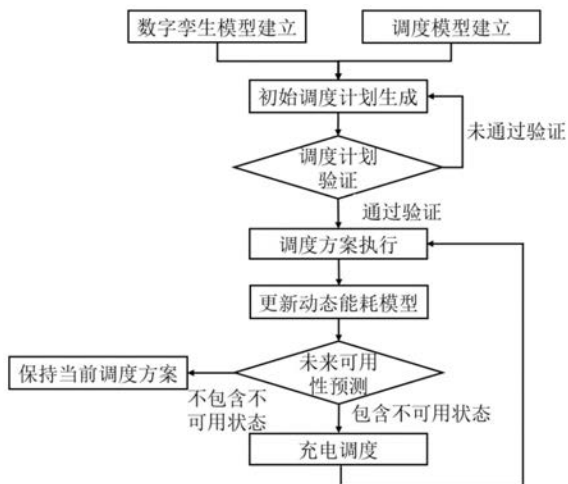 数字孪生模型建立
调度模型建立
初始调度计划生成
未通过验证
调度计划
验证
通过验证
调度方案执行
更新动态能耗模型
未来可用
性预测
保持当前调度方案
不包含不
可用状态
包含不可用状态
充电调度